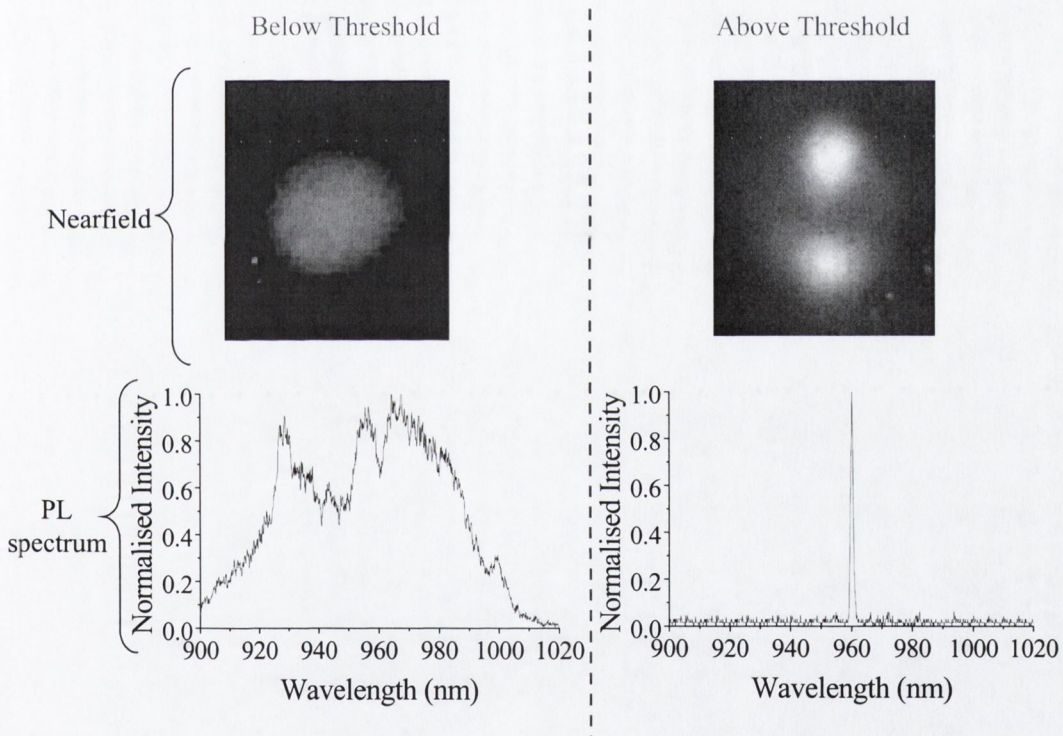 Below Threshold
Above Threshold
Nearfield
PL
spectrum
Normalised Intensity
1.0
0.8
0.6
0.4
0.2
0.0
900 920 940 960 980 1000 1020
Wavelength (nm)
Normalised Intensity
1.0
0.8
0.6
0.4
0.2
0.0
900 920 940 960 980 1000 1020
Wavelength (nm)